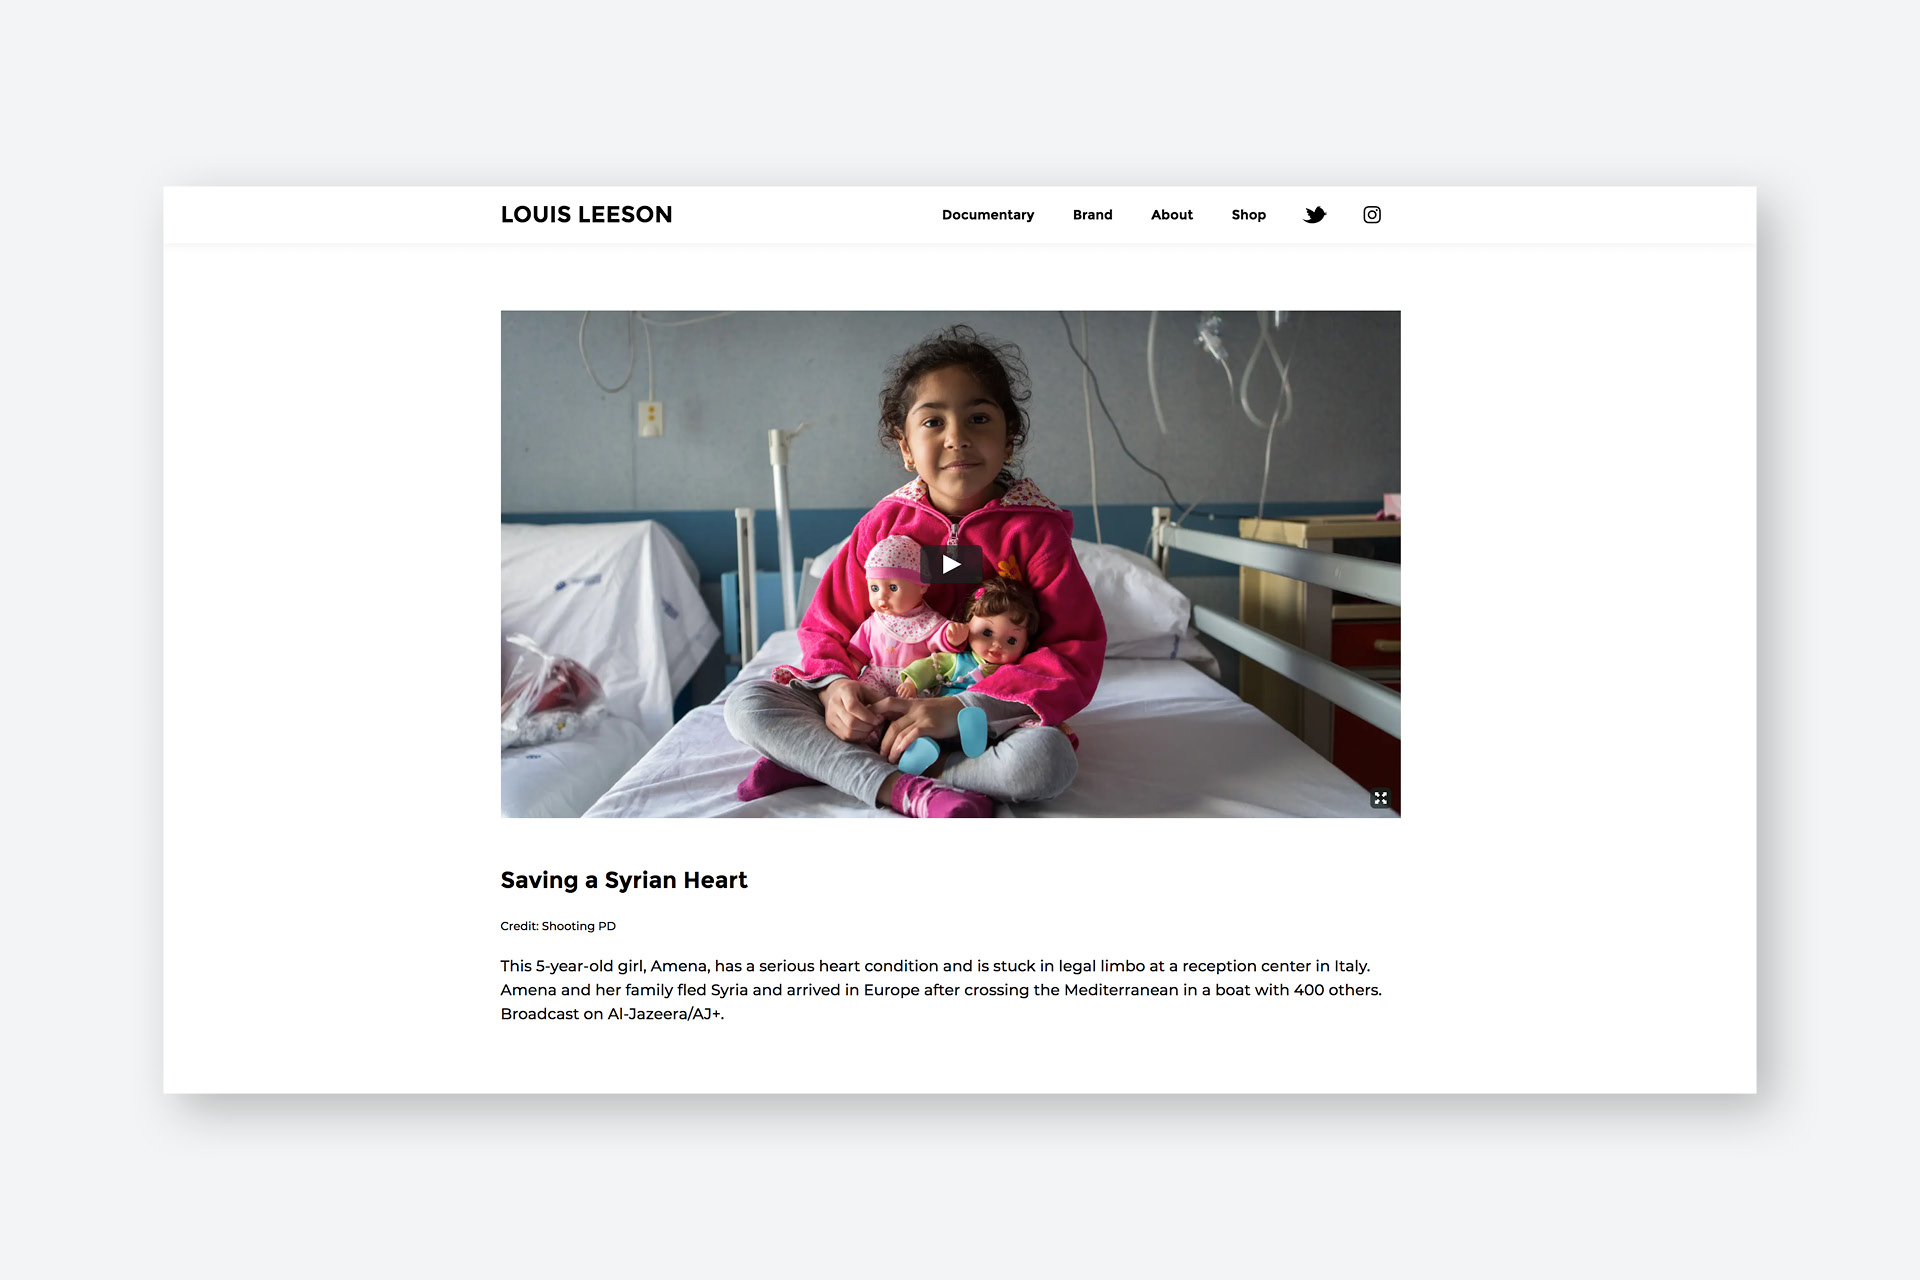 LOUIS LEESON
Documentary Brand About Shop
Saving a Syrian Heart
Credit: Shooting PD
This 5-year-old girl, Amena, has a serious heart condition and is stuck in legal limbo at a reception center in Italy.
Amena and her family fled Syria and arrived in Europe after crossing the Mediterranean in a boat with 400 others.
Broadcast on Al-Jazeera/AJ+.